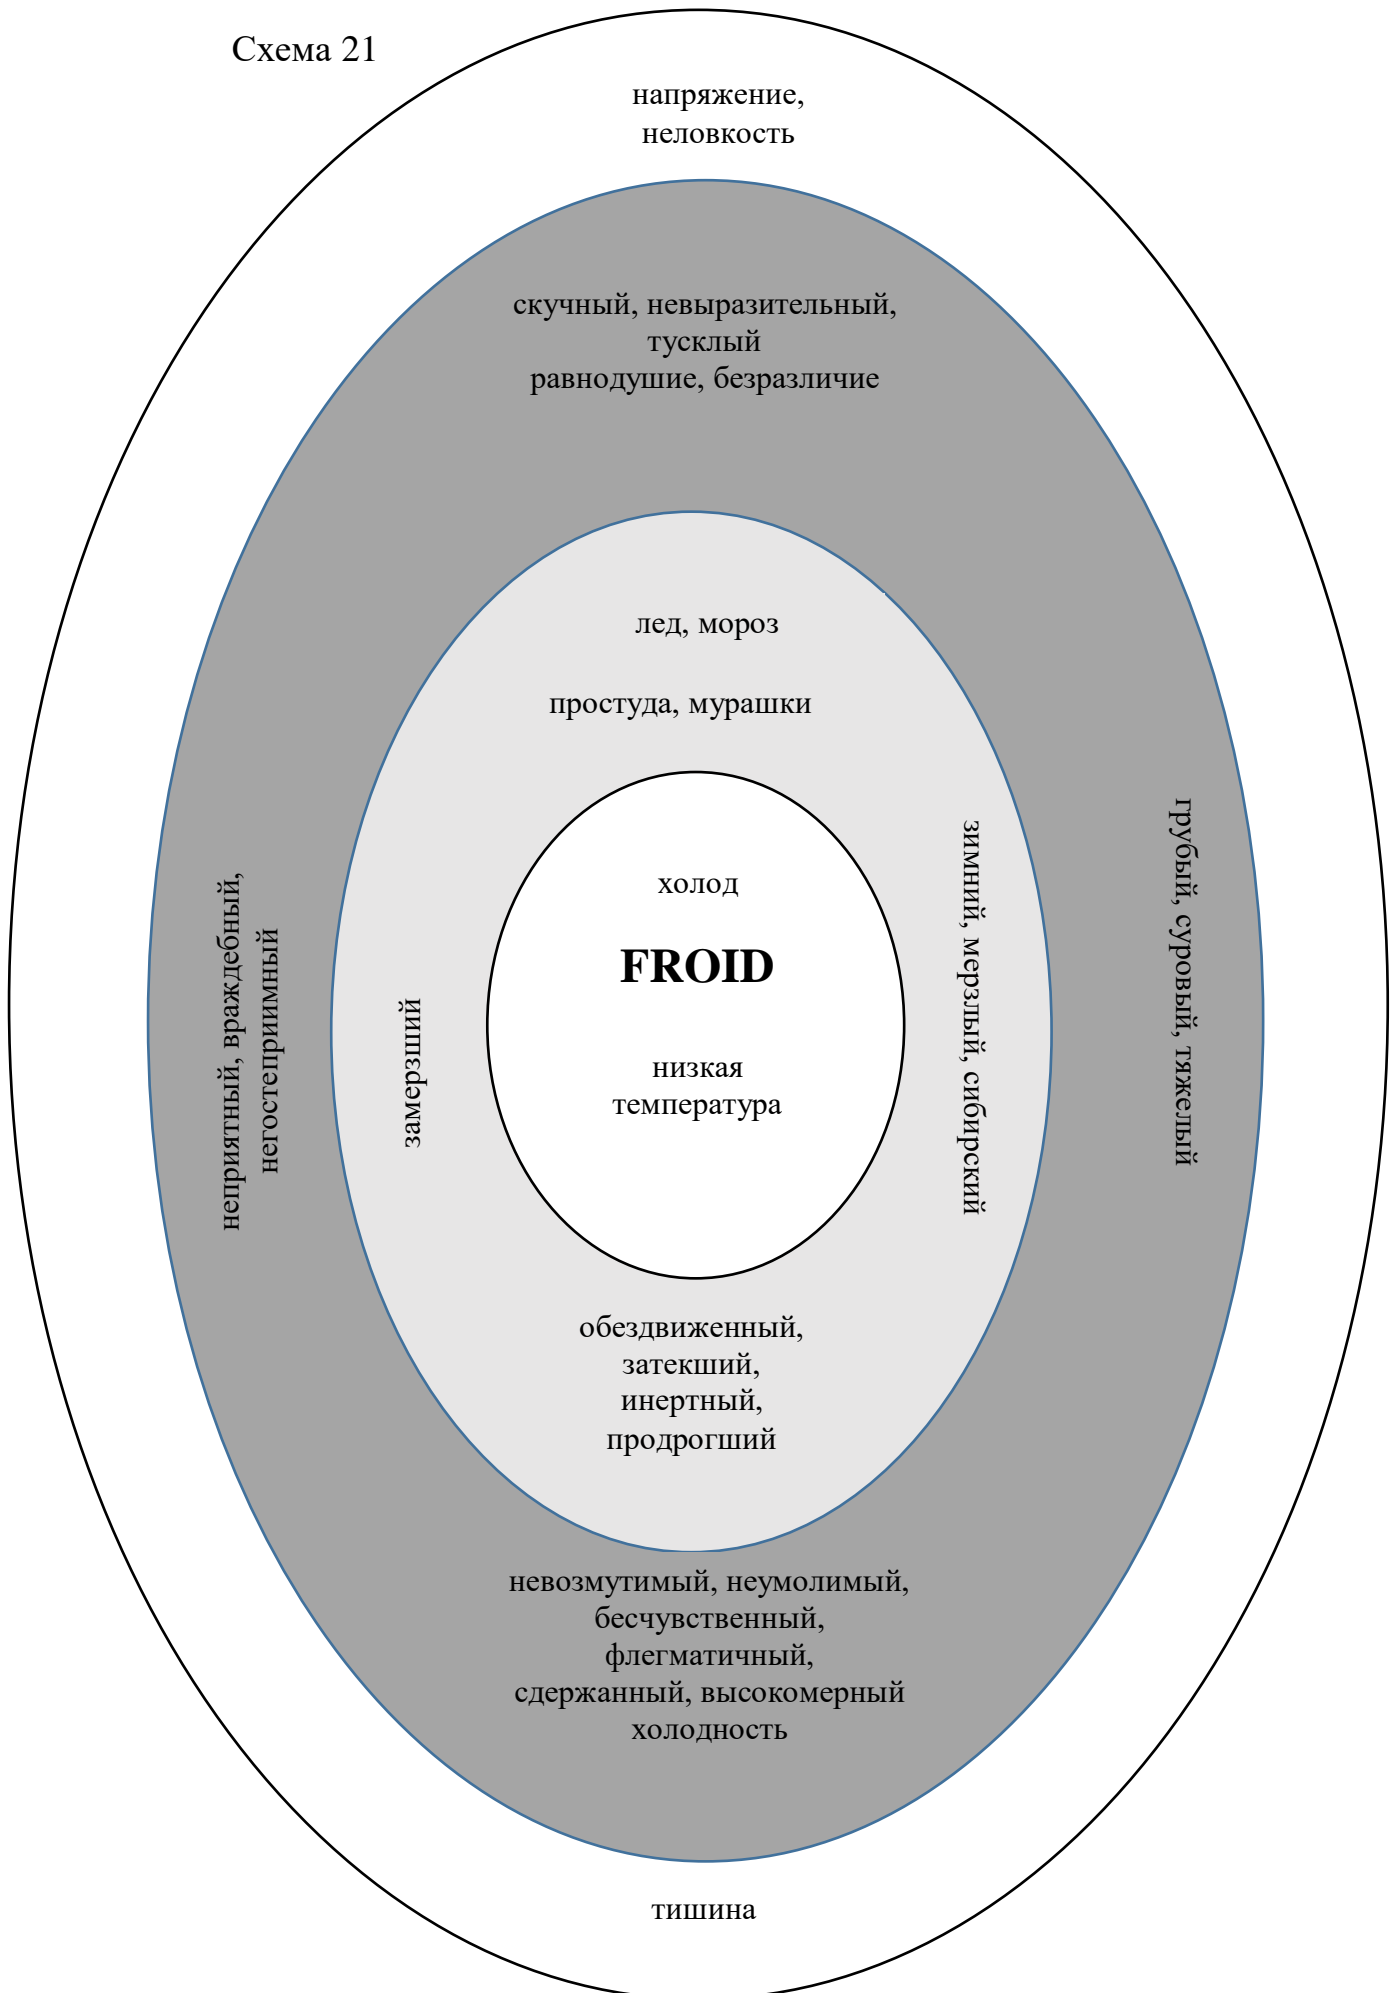 Схема 21
напряжение,
неловкость
скучный, невыразительный,
тусклый
равнодушие, безразличие
лед, мороз
простуда, мурашки
неприятный, враждебный,
негостеприимный
замерзший
холод
FROID
низкая
температура
зимний, мерзлый, сибирский
грубый, суровый, тяжелый
обездвиженный,
затекший,
инертный,
продрогший
невозмутимый, неумолимый,
бесчувственный,
флегматичный,
сдержанный, высокомерный
холодность
тишина